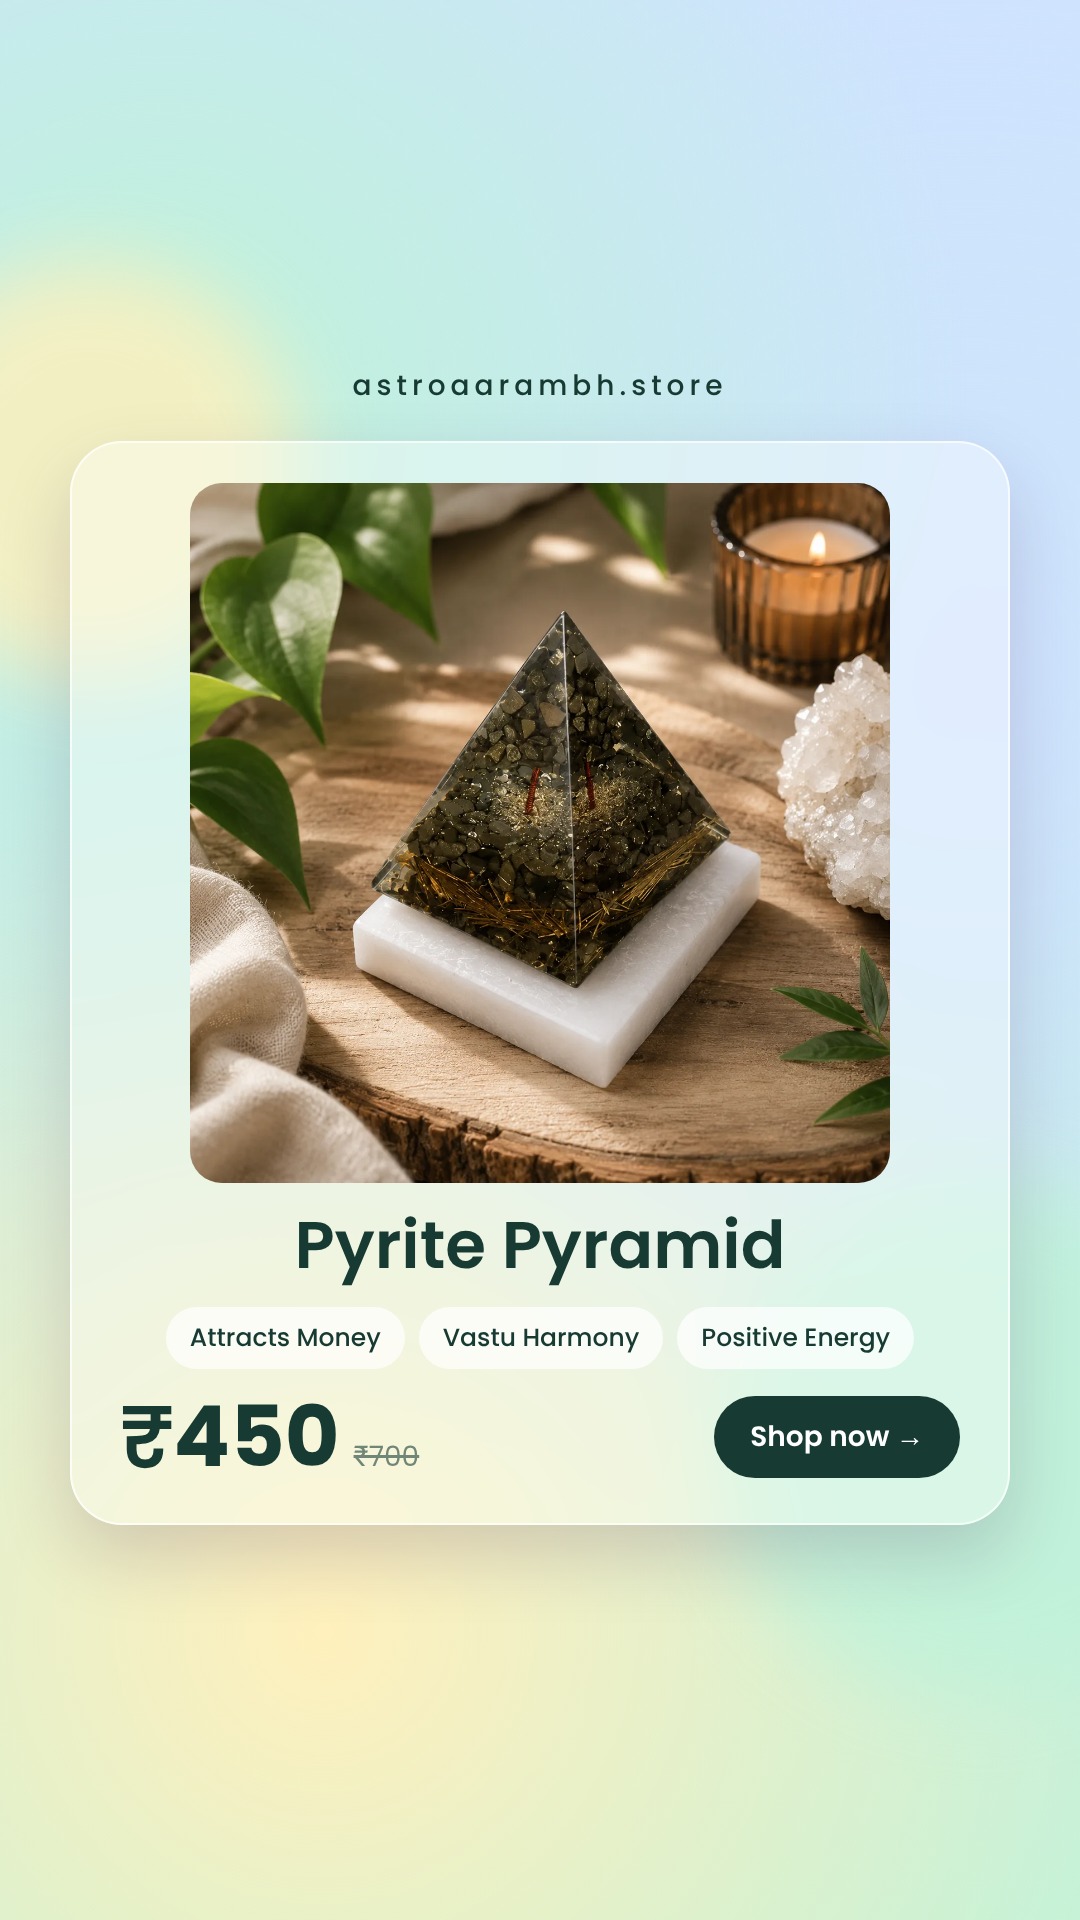 astroaarambh.store
Pyrite Pyramid
Attracts Money Vastu Harmony Positive Energy
₹450 ₹700 Shop now →